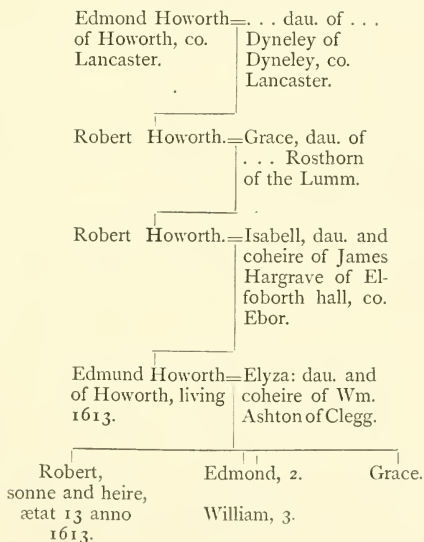 Edmond Howorth=. . . dau. of . . .
of Howorth, co. Dyneley of
Lancaster. Dyneley, co.
Lancaster.
Robert Howorth.=Grace, dau. of
. . . Rosthorn
of the Lumm.
Robert Howorth.=Isabell, dau. and
coheire of James
Hargrave of El-
foborth hall, co.
Ebor.
Edmund Howorth=Elyza: dau. and
of Howorth, living coheire of Wm.
1613. Ashton of Clegg.
Robert, Edmond, 2. Grace.
sonne and heire,
ætat 13 anno William, 3.
1613.